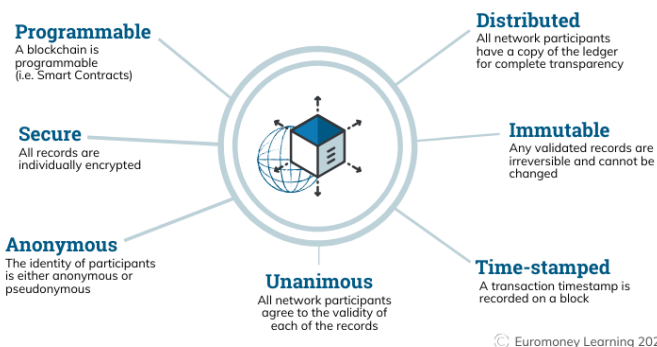 Programmable
A blockchain is
programmable
(i.e. Smart Contracts)
Distributed
All network participants
have a copy of the ledger
for complete transparency
Secure
All records are
individually encrypted
Immutable
Any validated records are
irreversible and cannot be
changed
Anonymous
The identity of participants
is either anonymous or
pseudonymous
Unanimous
All network participants
agree to the validity of
each of the records
Time-stamped
A transaction timestamp is
recorded on a block
© Euromoney Learning 202